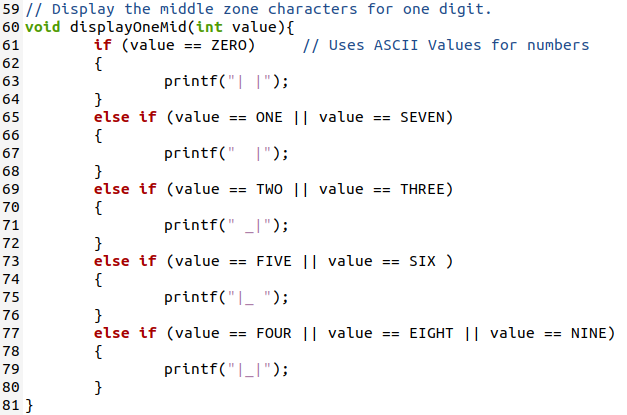 59 // Display the middle zone characters for one digit.
60 void displayOneMid(int value){
61         if (value == ZERO)     // Uses ASCII Values for numbers
62         {
63                 printf("| |");
64         }
65         else if (value == ONE || value == SEVEN)
66         {
67                 printf("  |");
68         }
69         else if (value == TWO || value == THREE)
70         {
71                 printf(" _|");
72         }
73         else if (value == FIVE || value == SIX )
74         {
75                 printf("|_ ");
76         }
77         else if (value == FOUR || value == EIGHT || value == NINE)
78         {
79                 printf("|_|");
80         }
81 }